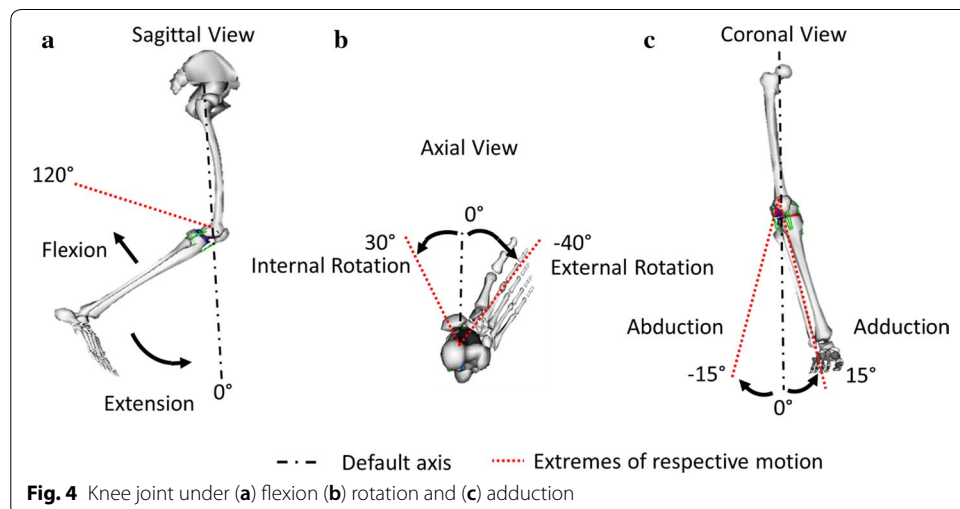 a
Sagittal View
120°
Flexion
Extension
0°
b
Axial View
0°
30°
-40°
Internal Rotation
External Rotation
c
Coronal View
Abduction
Adduction
-15°
15°
0°
Default axis
Extremes of respective motion
Fig. 4 Knee joint under (a) flexion (b) rotation and (c) adduction